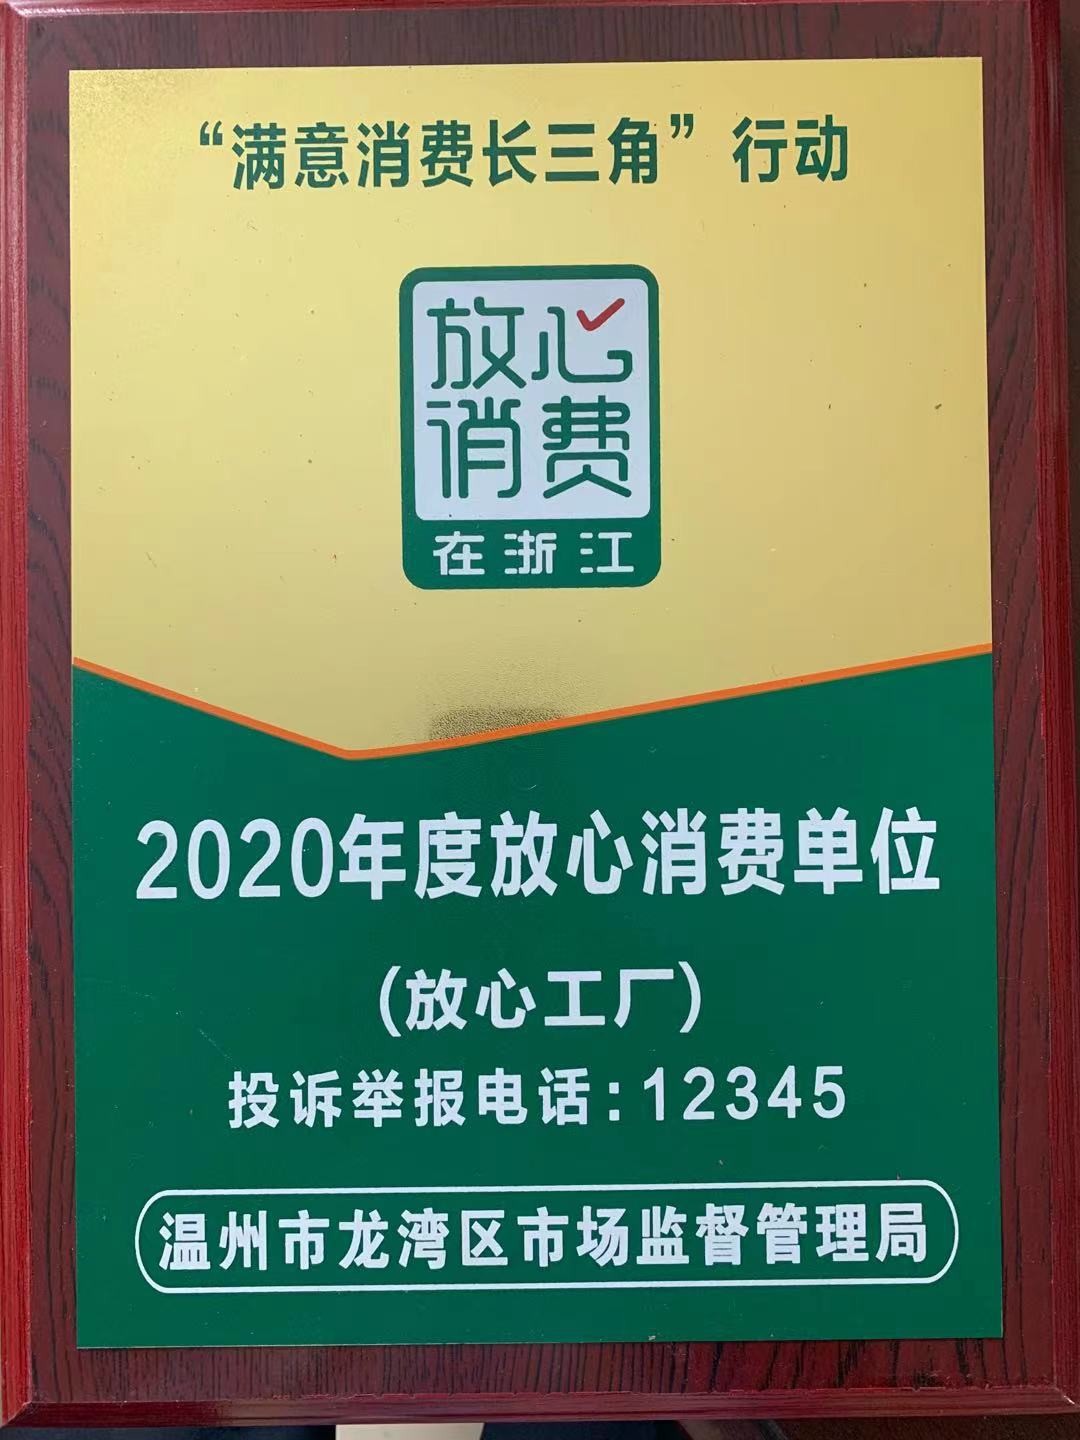 “满意消费长三角”行动
放心
消费
在浙江
2020年度放心消费单位
(放心工厂)
投诉举报电话:12345
温州市龙湾区市场监督管理局